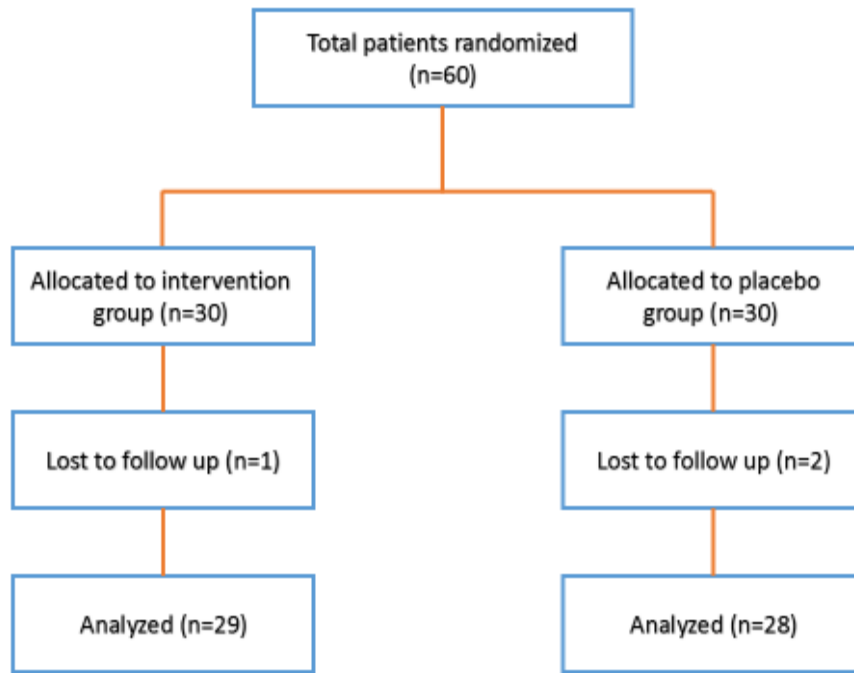 Total patients randomized
(n=60)
Allocated to intervention
group (n=30)
Allocated to placebo
group (n=30)
Lost to follow up (n=1)
Lost to follow up (n=2)
Analyzed (n=29)
Analyzed (n=28)